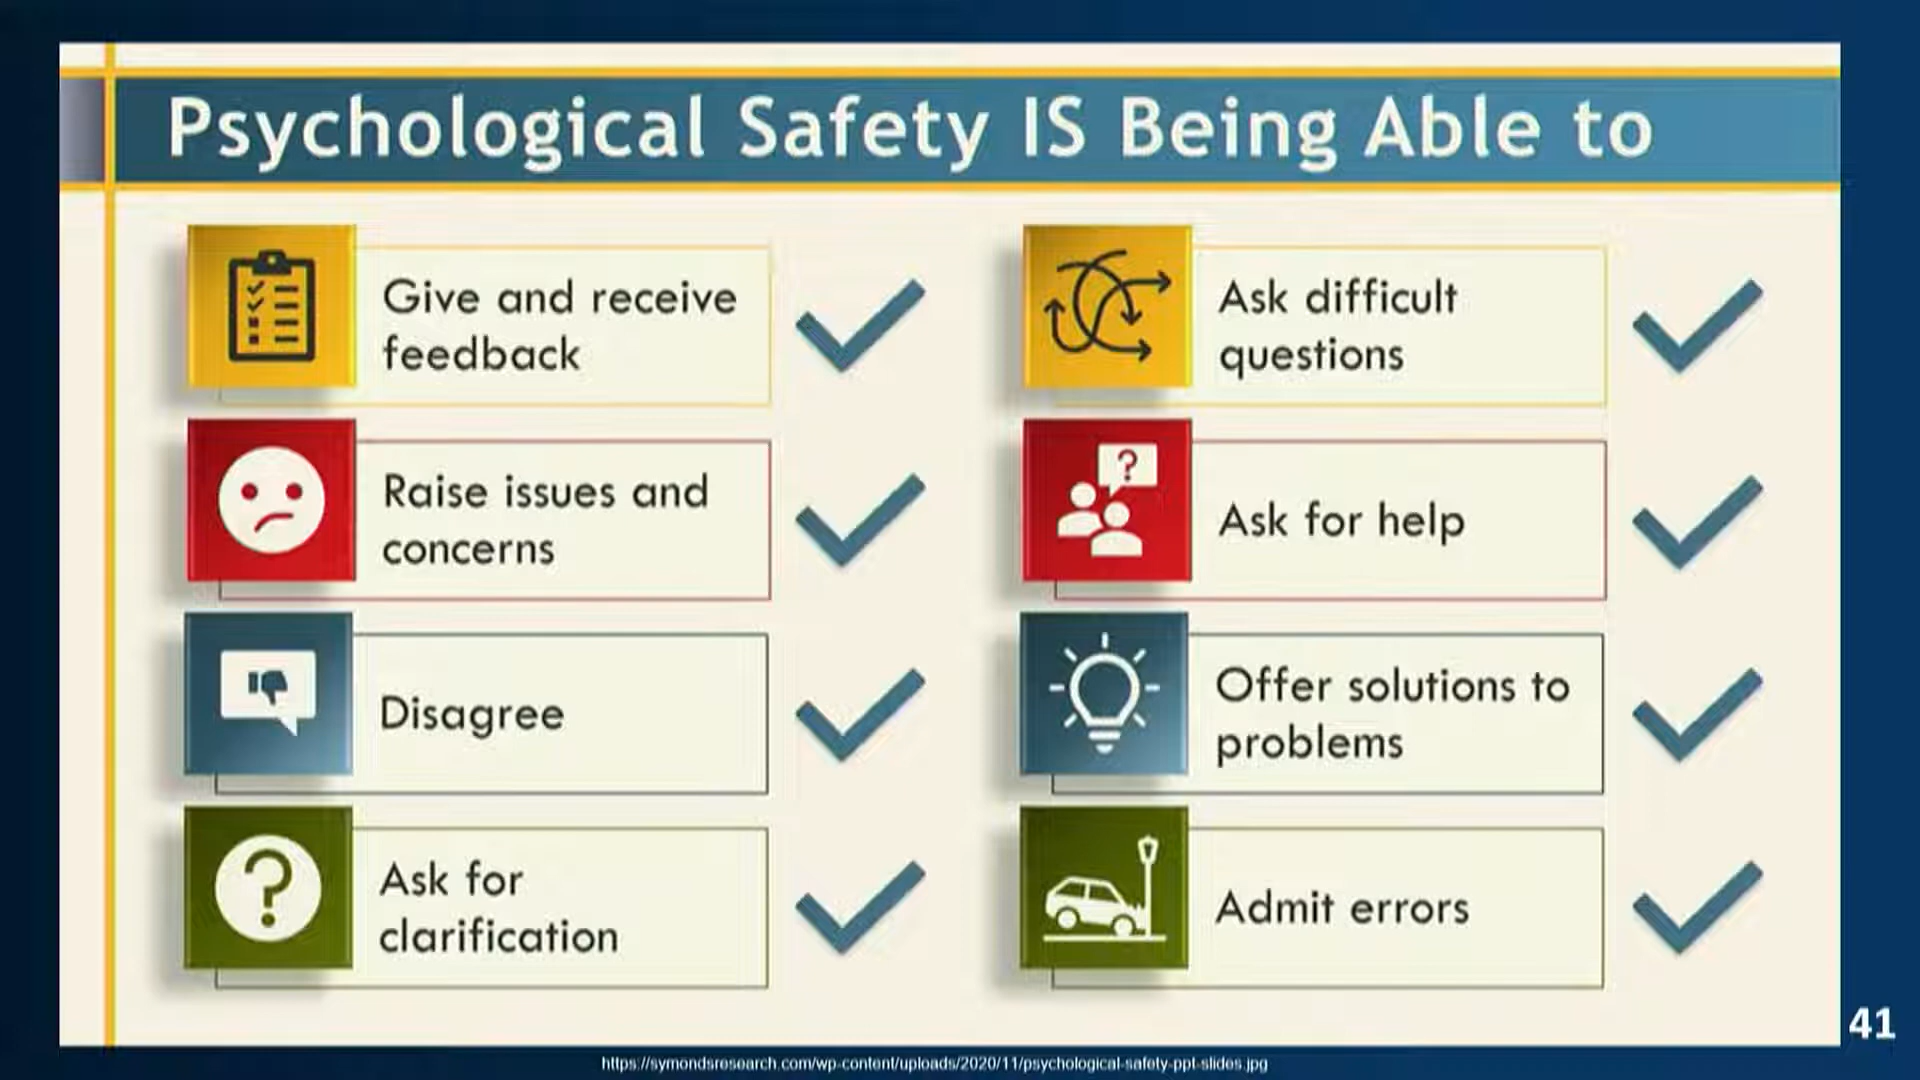 Psychological Safety IS Being Able to
Give and receive
feedback
Raise issues and
concerns
Disagree
Ask for
clarification
Ask difficult
questions
?
Ask for help
Offer solutions to
problems
Admit errors
?
41
https://symondsresearch.com/wp-content/uploads/2020/11/psychological-safety-ppt-slides.jpg